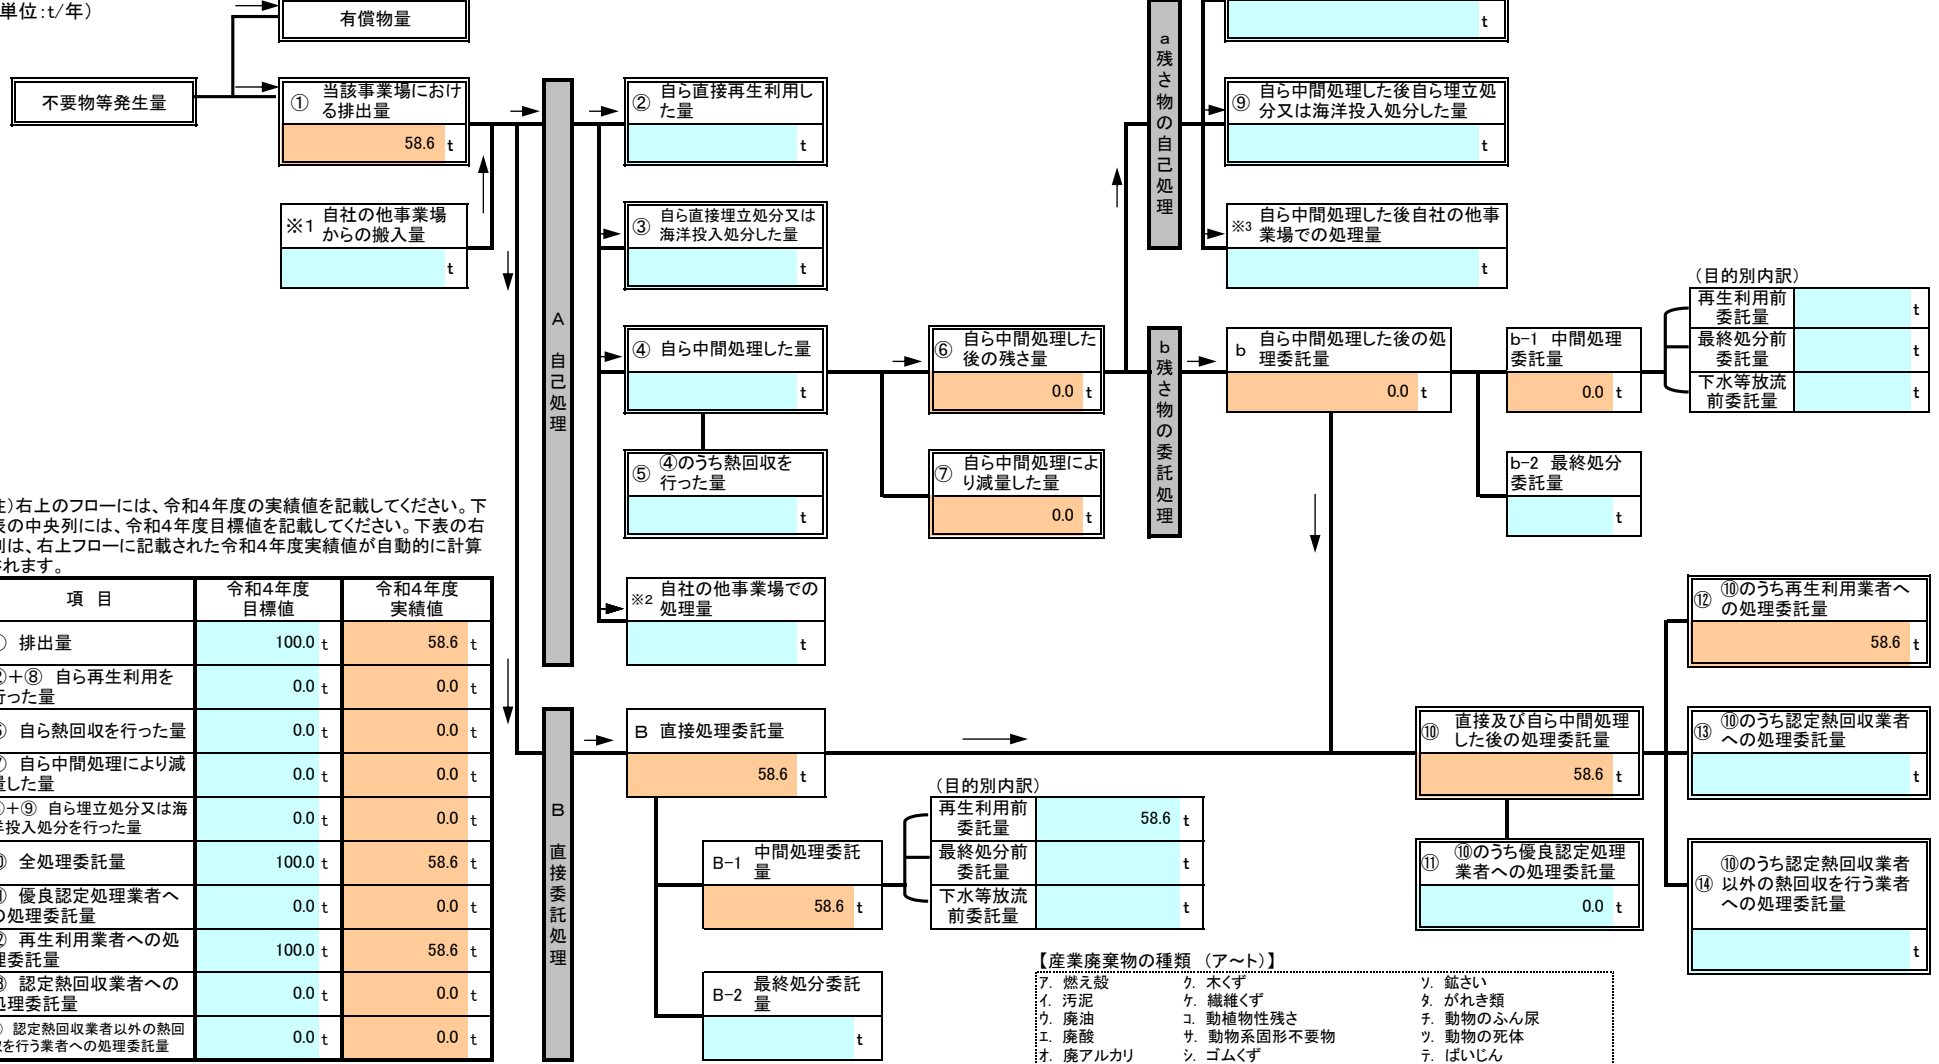 単位:t/年）
有償物量
t
不要物等発生量
① 当該事業場におけ
る排出量
58.6 t
※1 自社の他事業場
からの搬入量
t
A 自己処理
② 自ら直接再生利用し
た量
t
③ 自ら直接埋立処分又は
海洋投入処分した量
t
④ 自ら中間処理した量
t
⑤ ④のうち熱回収を
行った量
t
※2 自社の他事業場での
処理量
t
⑥ 自ら中間処理した
後の残さ量
0.0 t
⑦ 自ら中間処理によ
り減量した量
0.0 t
a 残さ物の自己処理
⑨ 自ら中間処理した後自ら埋立処
分又は海洋投入処分した量
t
※3 自ら中間処理した後自社の他事
業場での処理量
t
b 残さ物の委託処理
b 自ら中間処理した後の処
理委託量
0.0 t
b-1 中間処理
委託量
0.0 t
b-2 最終処分
委託量
t
（目的別内訳）
再生利用前
委託量 t
最終処分前
委託量 t
下水等放流
前委託量 t
)右上のフローには、令和4年度の実績値を記載してください。下
の中央列には、令和4年度目標値を記載してください。下表の右
は、右上フローに記載された令和4年度実績値が自動的に計算
れます。
項 目 令和4年度
目標値 令和4年度
実績値
排出量 100.0 t 58.6 t
+⑧ 自ら再生利用を
った量 0.0 t 0.0 t
自ら熱回収を行った量 0.0 t 0.0 t
自ら中間処理により減
した量 0.0 t 0.0 t
+⑨ 自ら埋立処分又は海
投入処分を行った量 0.0 t 0.0 t
全処理委託量 100.0 t 58.6 t
優良認定処理業者へ
の処理委託量 0.0 t 0.0 t
再生利用業者への処
理委託量 100.0 t 58.6 t
認定熱回収業者への
処理委託量 0.0 t 0.0 t
認定熱回収業者以外の熱回
を行う業者への処理委託量 0.0 t 0.0 t
B 直接委託処理
B 直接処理委託量
58.6 t
B-1 中間処理委託
量
58.6 t
B-2 最終処分委託
量
t
（目的別内訳）
再生利用前
委託量 58.6 t
最終処分前
委託量 t
下水等放流
前委託量 t
⑩ 直接及び自ら中間処理
した後の処理委託量
58.6 t
⑪ ⑩のうち優良認定処理
業者への処理委託量
0.0 t
⑫ ⑩のうち再生利用業者へ
の処理委託量
58.6 t
⑬ ⑩のうち認定熱回収業者
への処理委託量
t
⑭ ⑩のうち認定熱回収業者
以外の熱回収を行う業者
への処理委託量
t
【産業廃棄物の種類 （ア～ト）】
ア. 燃え殻 ク. 木くず ソ. 鉱さい
イ. 汚泥 ケ. 繊維くず タ. がれき類
ウ. 廃油 コ. 動植物性残さ チ. 動物のふん尿
エ. 廃酸 サ. 動物系固形不要物 ツ. 動物の死体
オ. 廃アルカリ シ. ゴムくず テ. ばいじん